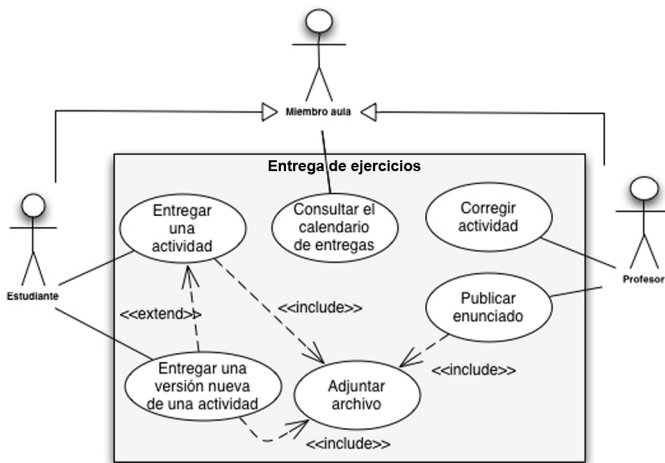 Miembro aula
Entrega de ejercicios
Entregar
una
actividad
Consultar el
calendario
de entregas
Corregir
actividad
Estudiante
Profesor
<<extend>>
<<include>>
Publicar
enunciado
Entregar una
versión nueva
de una actividad
Adjuntar
archivo
<<include>>
<<include>>